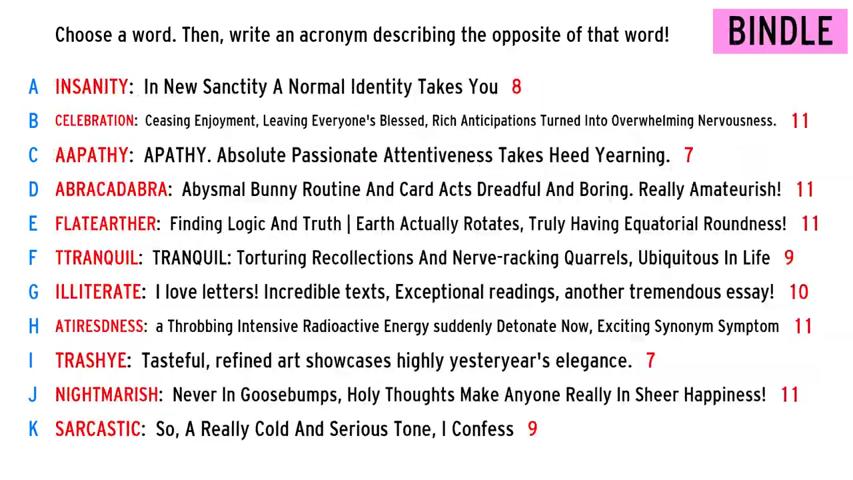 Choose a word. Then, write an acronym describing the opposite of that word!
BINDLE
A INSANITY: In New Sanctity A Normal Identity Takes You 8
B CELEBRATION: Ceasing Enjoyment, Leaving Everyone's Blessed, Rich Anticipations Turned Into Overwhelming Nervousness. 11
C AAPATHY: APATHY. Absolute Passionate Attentiveness Takes Heed Yearning. 7
D ABRACADABRA: Abysmal Bunny Routine And Card Acts Dreadful And Boring. Really Amateurish! 11
E FLATEARTHER: Finding Logic And Truth | Earth Actually Rotates, Truly Having Equatorial Roundness! 11
F TTRANQUIL: TRANQUIL: Torturing Recollections And Nerve-racking Quarrels, Ubiquitous In Life 9
G ILLITERATE: I love letters! Incredible texts, Exceptional readings, another tremendous essay! 10
H ATIRESDNESS: a Throbbing Intensive Radioactive Energy suddenly Detonate Now, Exciting Synonym Symptom 11
I TRASHYE: Tasteful, refined art showcases highly yesteryear's elegance. 7
J NIGHTMARISH: Never In Goosebumps, Holy Thoughts Make Anyone Really In Sheer Happiness! 11
K SARCASTIC: So, A Really Cold And Serious Tone, I Confess 9